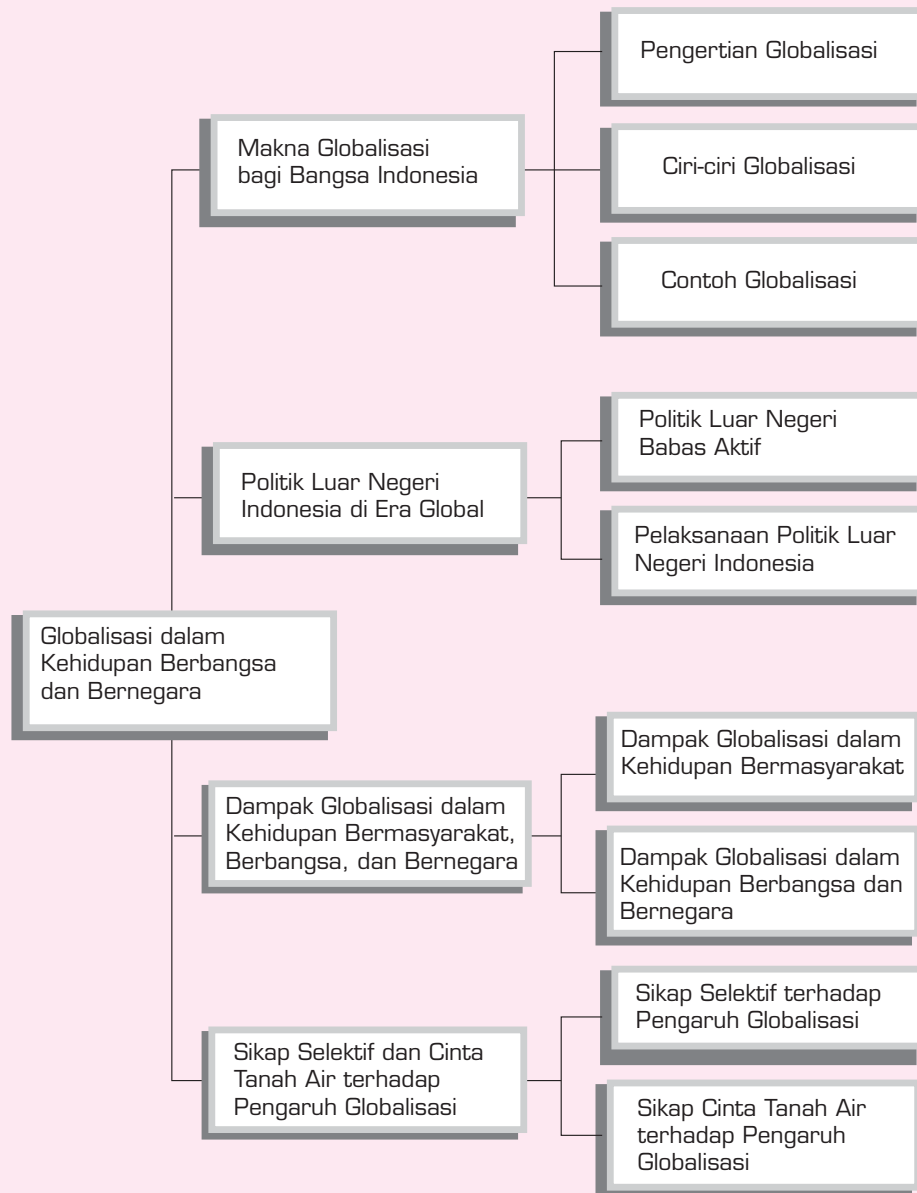 Pengertian Globalisasi
Makna Globalisasi
bagi Bangsa Indonesia
Ciri-ciri Globalisasi
Contoh Globalisasi
Politik Luar Negeri
Babas Aktif
Politik Luar Negeri
Indonesia di Era Global
Pelaksanaan Politik Luar
Negeri Indonesia
Globalisasi dalam
Kehidupan Berbangsa
dan Bernegara
Dampak Globalisasi dalam
Kehidupan Bermasyarakat
Dampak Globalisasi dalam
Kehidupan Bermasyarakat,
Berbangsa, dan Bernegara
Dampak Globalisasi dalam
Kehidupan Berbangsa dan
Bernegara
Sikap Selektif terhadap
Pengaruh Globalisasi
Sikap Selektif dan Cinta
Tanah Air terhadap
Pengaruh Globalisasi
Sikap Cinta Tanah Air
terhadap Pengaruh
Globalisasi